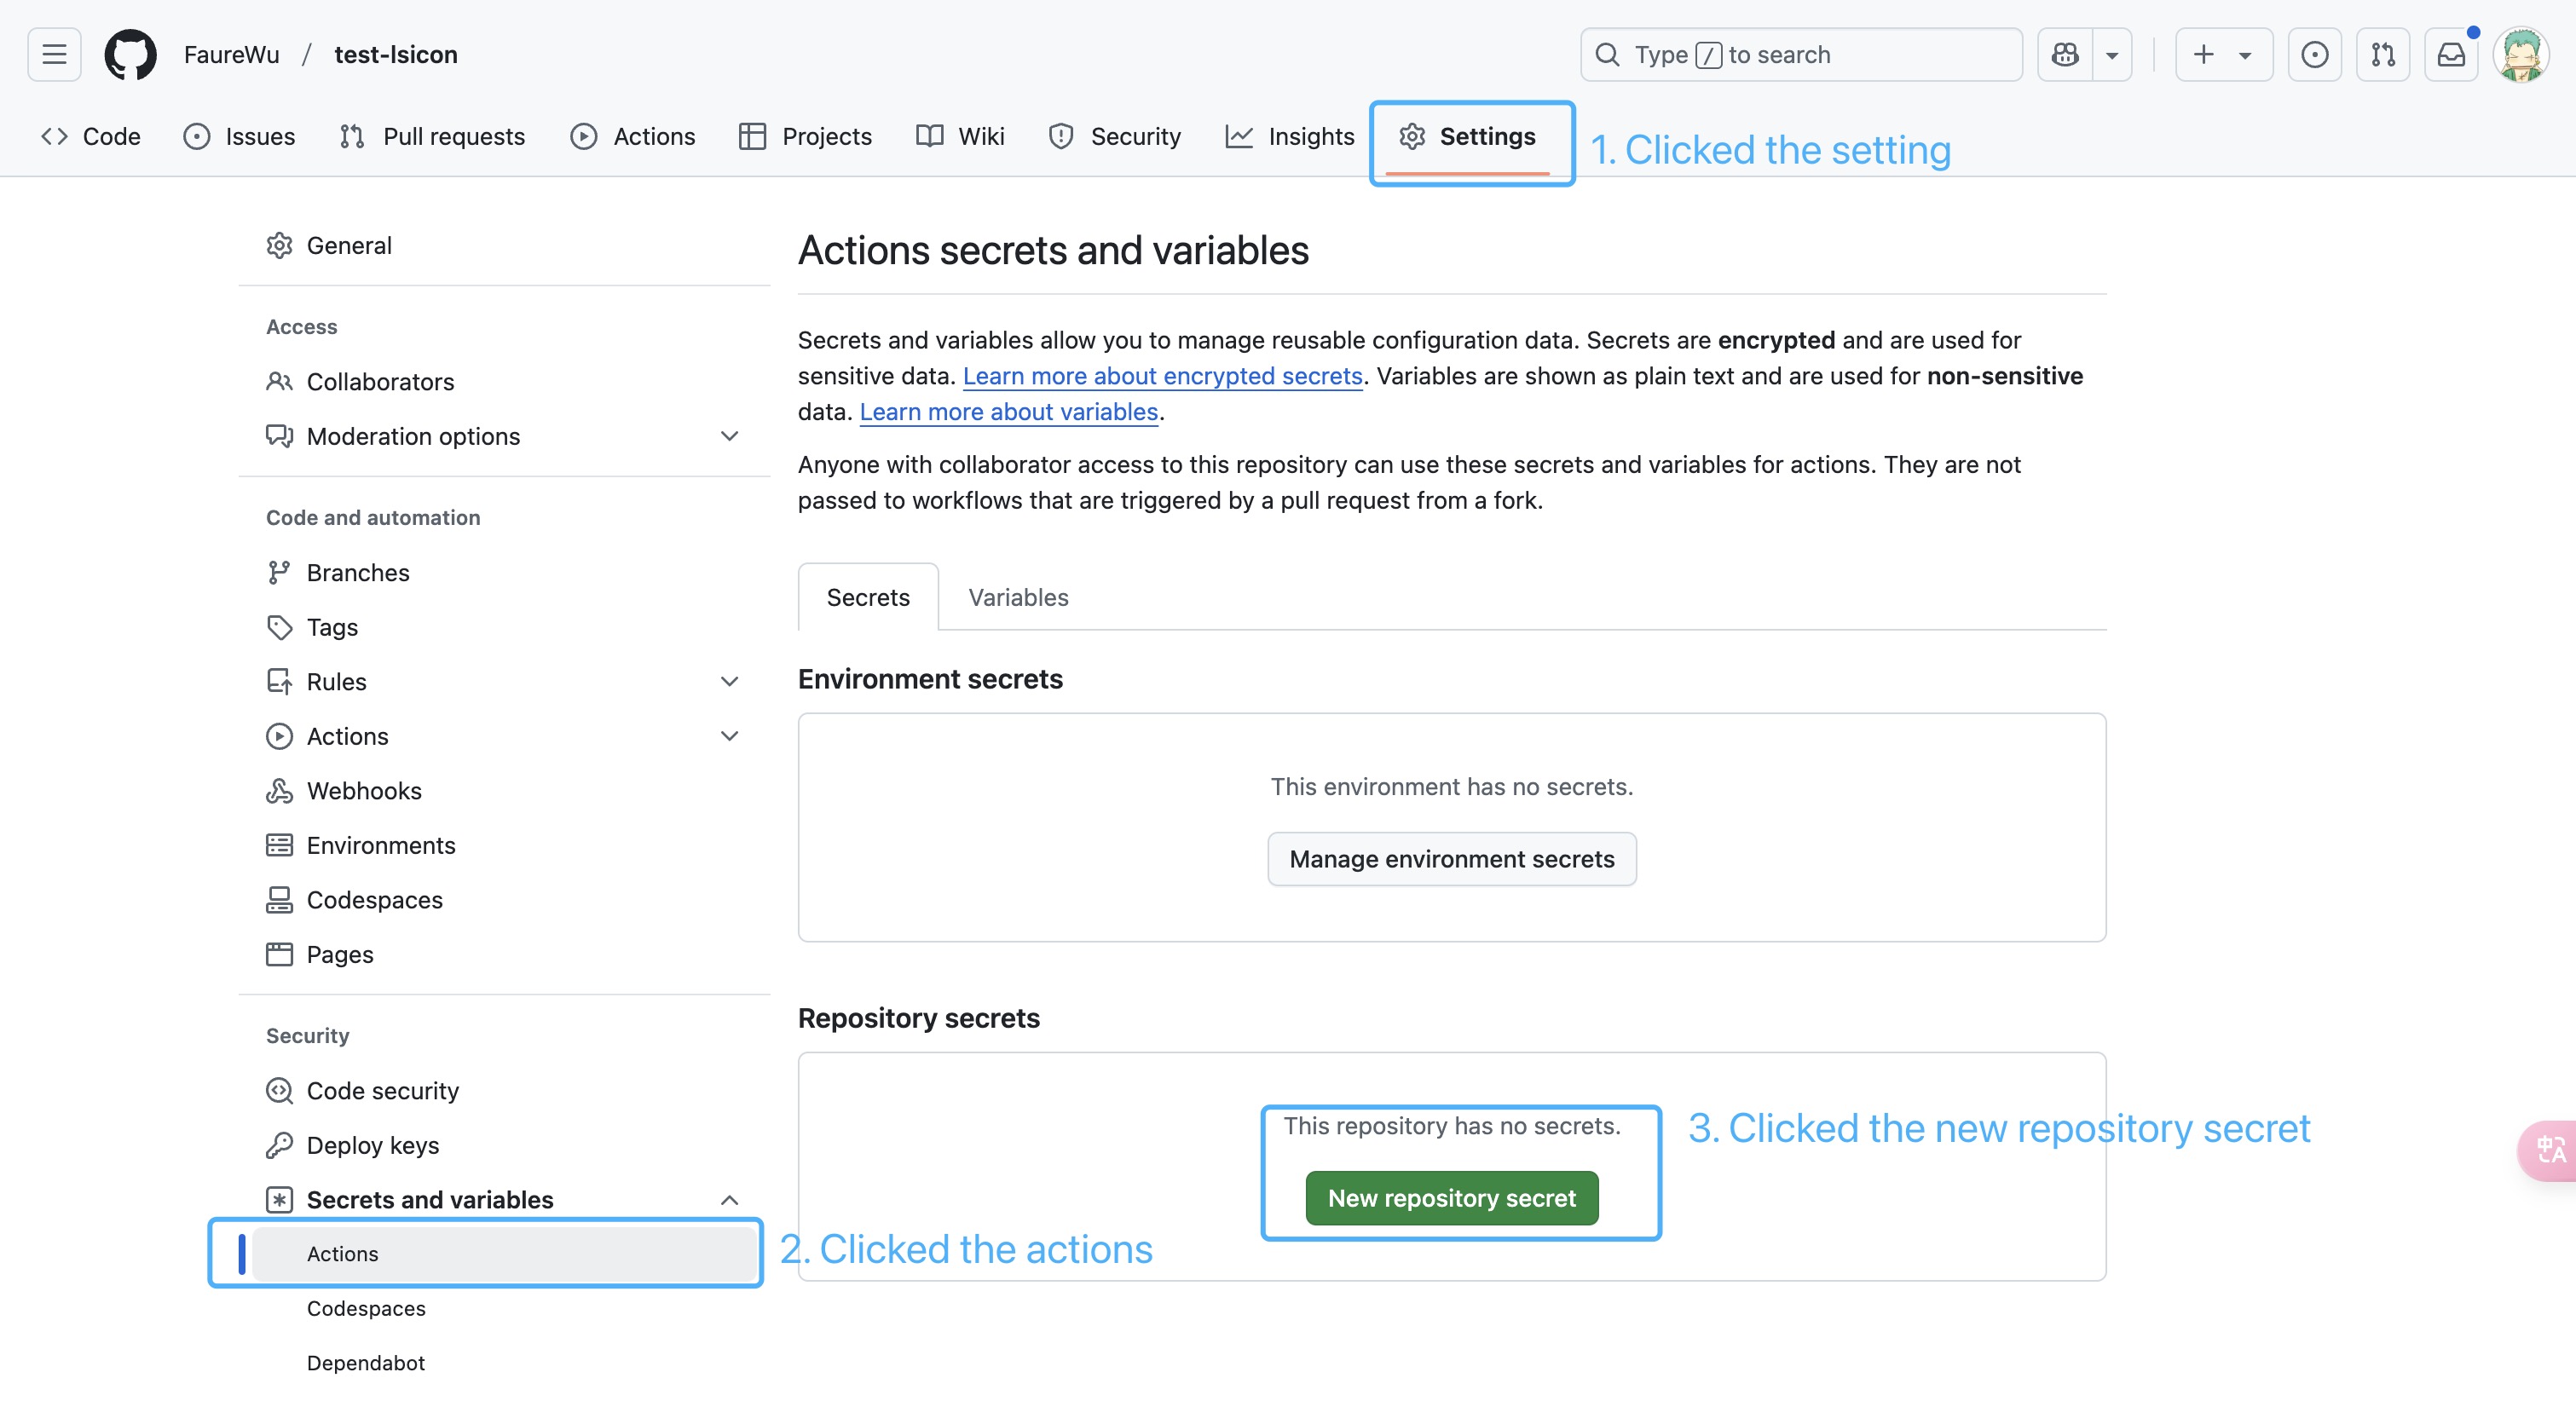 FaureWu / test-lsicon
Type / to search
Code
Issues
Pull requests
Actions
Projects
Wiki
Security
Insights
Settings
1. Clicked the setting
General
Access
Collaborators
Moderation options
Code and automation
Branches
Tags
Rules
Actions
Webhooks
Environments
Codespaces
Pages
Security
Code security
Deploy keys
Secrets and variables
Actions
2. Clicked the actions
Codespaces
Dependabot
Actions secrets and variables
Secrets and variables allow you to manage reusable configuration data. Secrets are encrypted and are used for
sensitive data. Learn more about encrypted secrets. Variables are shown as plain text and are used for non-sensitive
data. Learn more about variables.
Anyone with collaborator access to this repository can use these secrets and variables for actions. They are not
passed to workflows that are triggered by a pull request from a fork.
Secrets
Variables
Environment secrets
This environment has no secrets.
Manage environment secrets
Repository secrets
This repository has no secrets.
New repository secret
3. Clicked the new repository secret
中A